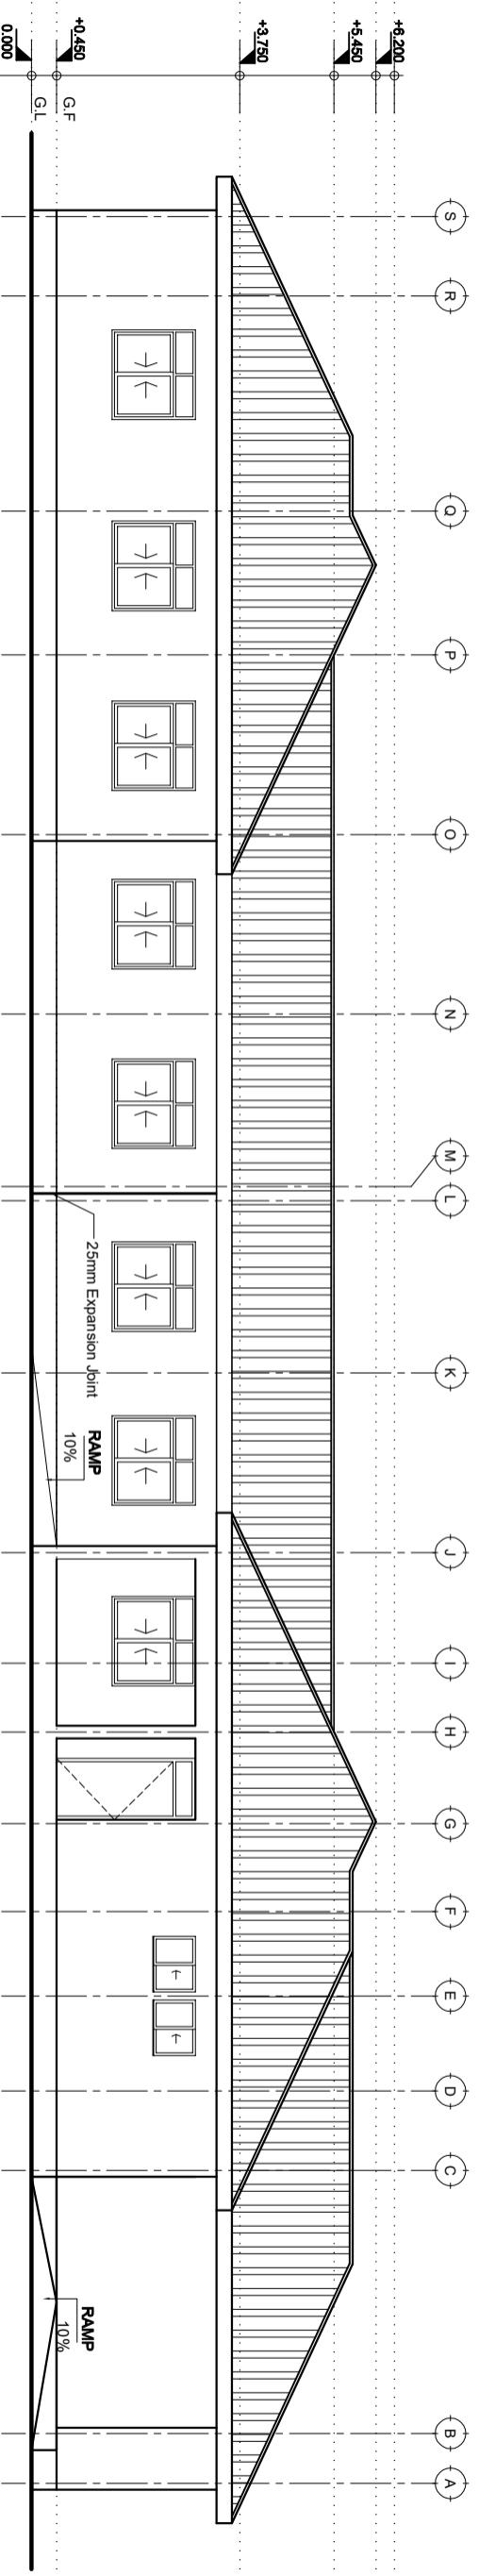 S
R
Q
P
O
N
M
L
K
J
I
H
G
F
E
D
C
B
A
+6.200
+5.450
+3.750
+0.450
0.000
G.F
G.L
25mm Expansion Joint
RAMP
10%
RAMP
10%